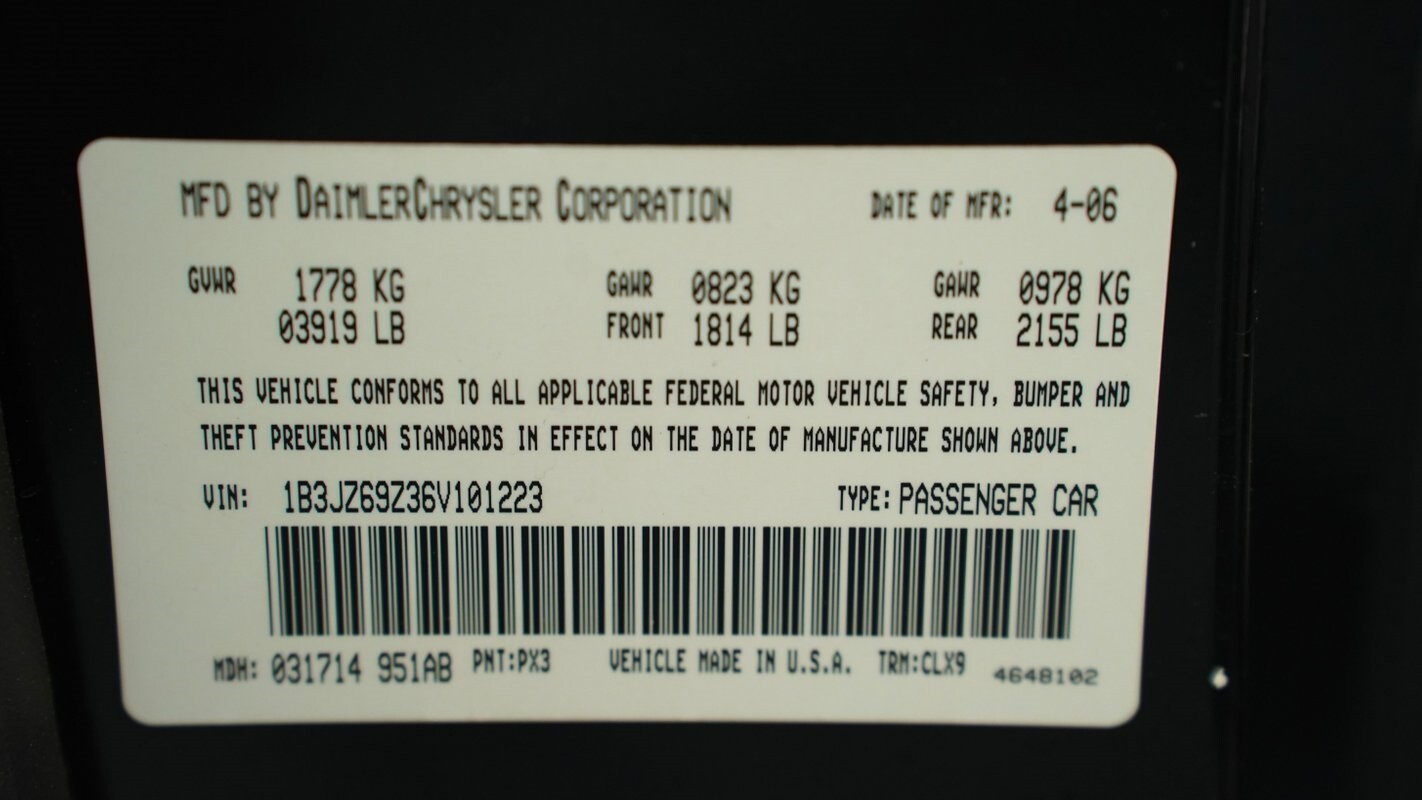 MFD BY DAIMLERCHRYSLER CORPORATION DATE OF MFR: 4-06
GVWR 1778 KG GAWR 0823 KG GAWR 0978 KG
03919 LB FRONT 1814 LB REAR 2155 LB
THIS VEHICLE CONFORMS TO ALL APPLICABLE FEDERAL MOTOR VEHICLE SAFETY, BUMPER AND
THEFT PREVENTION STANDARDS IN EFFECT ON THE DATE OF MANUFACTURE SHOWN ABOVE.
VIN: 1B3JZ69Z36V101223 TYPE: PASSENGER CAR
MDH: 031714 951AB PNT:PX3 VEHICLE MADE IN U.S.A. TRM:CLX9 4648102